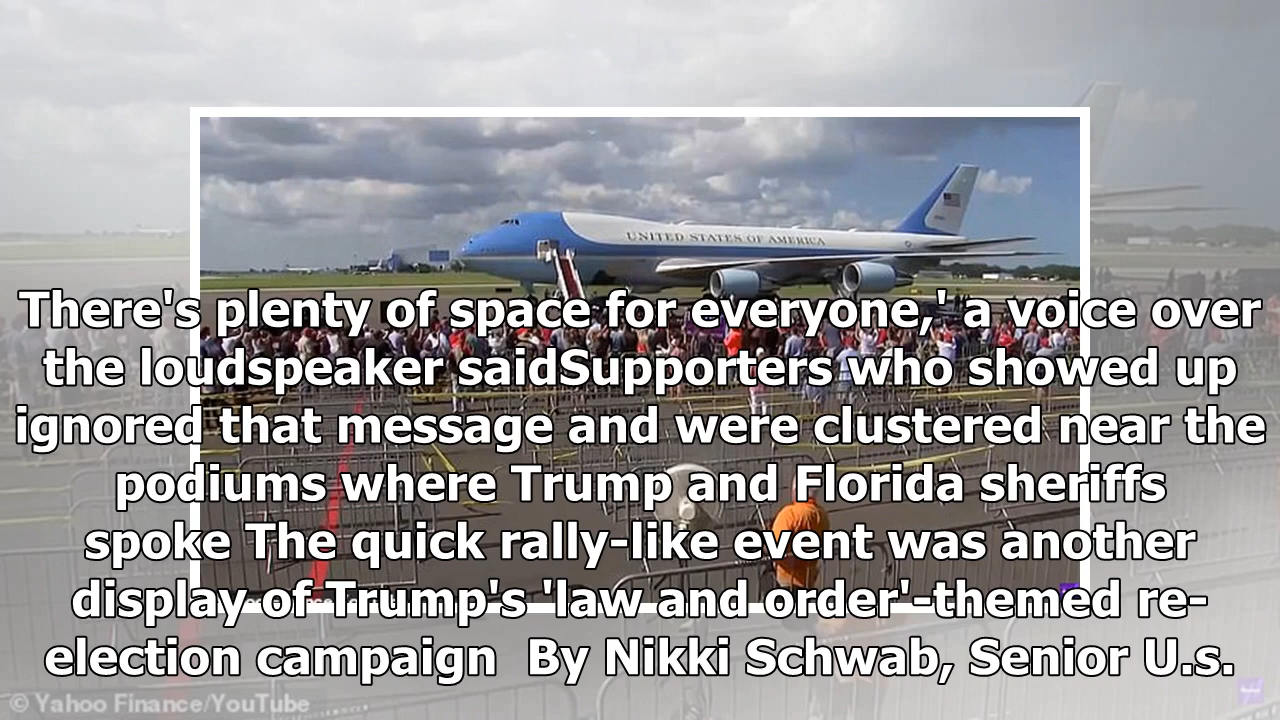 UNITED STATES OF AMERICA
There's plenty of space for everyone,' a voice over
the loudspeaker saidSupporters who showed up
ignored that message and were clustered near the
podiums where Trump and Florida sheriffs
spoke The quick rally-like event was another
display of Trump's 'law and order'-themed re-
election campaign  By Nikki Schwab, Senior U.s.
© Yahoo Finance/YouTube